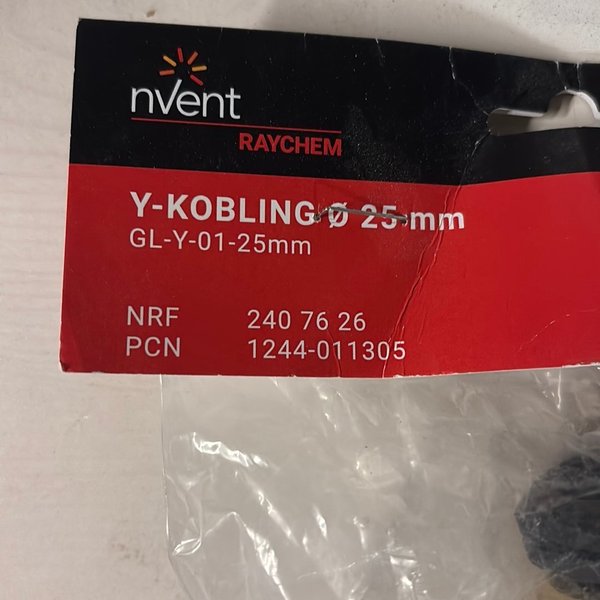 nVent
RAYCHEM
Y-KOBLING Ø 25 mm
GL-Y-01-25mm
NRF 240 76 26
PCN 1244-011305